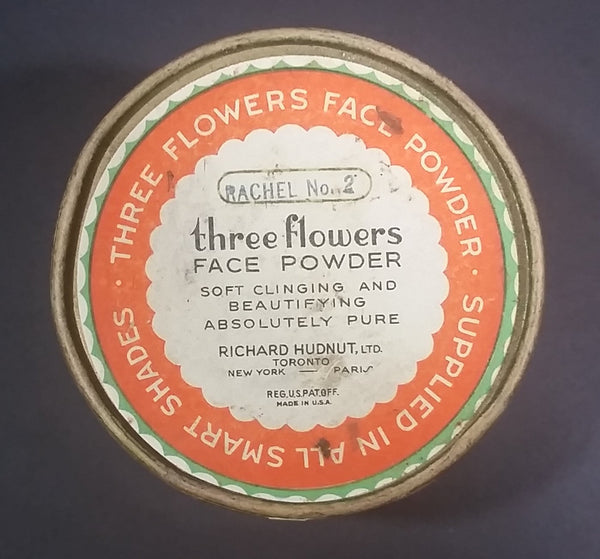 THREE FLOWERS FACE POWDER · SUPPLIED IN ALL SMART SHADES ·
RACHEL No. 2
three flowers
FACE POWDER
SOFT CLINGING AND
BEAUTIFYING
ABSOLUTELY PURE
RICHARD HUDNUT, LTD.
TORONTO
NEW YORK — PARIS
REG. U.S. PAT. OFF.
MADE IN U.S.A.